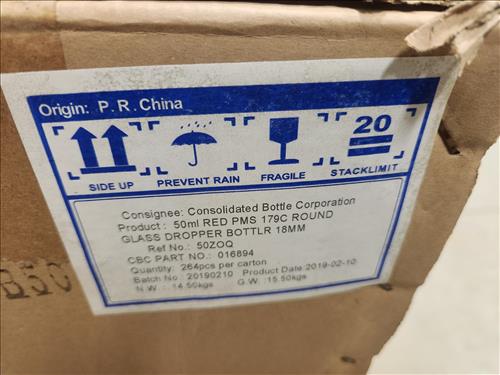 Origin: P.R.China
20
SIDE UP PREVENT RAIN FRAGILE STACKLIMIT
Consignee: Consolidated Bottle Corporation
Product : 50ml RED PMS 179C ROUND
GLASS DROPPER BOTTLR 18MM
Ref No.: 50ZOQ
CBC PART NO.: 016894
Quantity: 264pcs per carton
Batch No : 20190210 Product Date:2019-02-10
N.W.: 14.50kgs G.W.: 15.50kgs